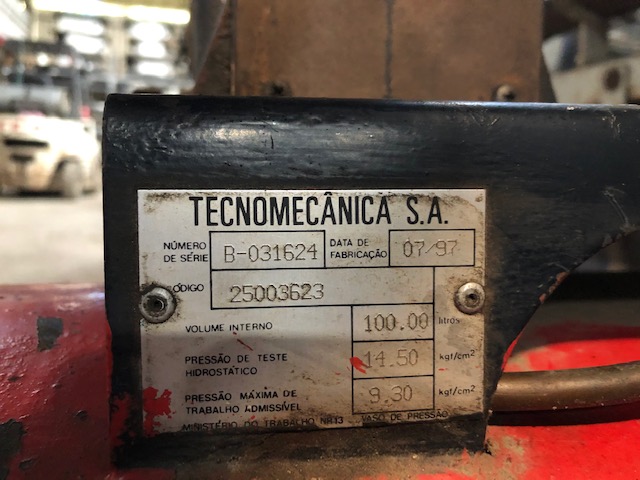 TECNOMECÂNICA S.A.
NÚMERO DE SÉRIE B-031624 DATA DE FABRICAÇÃO 07/97
CÓDIGO 25003623
VOLUME INTERNO 100.00 litros
PRESSÃO DE TESTE HIDROSTÁTICO 14.50 kgf/cm²
PRESSÃO MÁXIMA DE TRABALHO ADMISSÍVEL 9.30 kgf/cm²
MINISTÉRIO DO TRABALHO NR13 VASO DE PRESSÃO